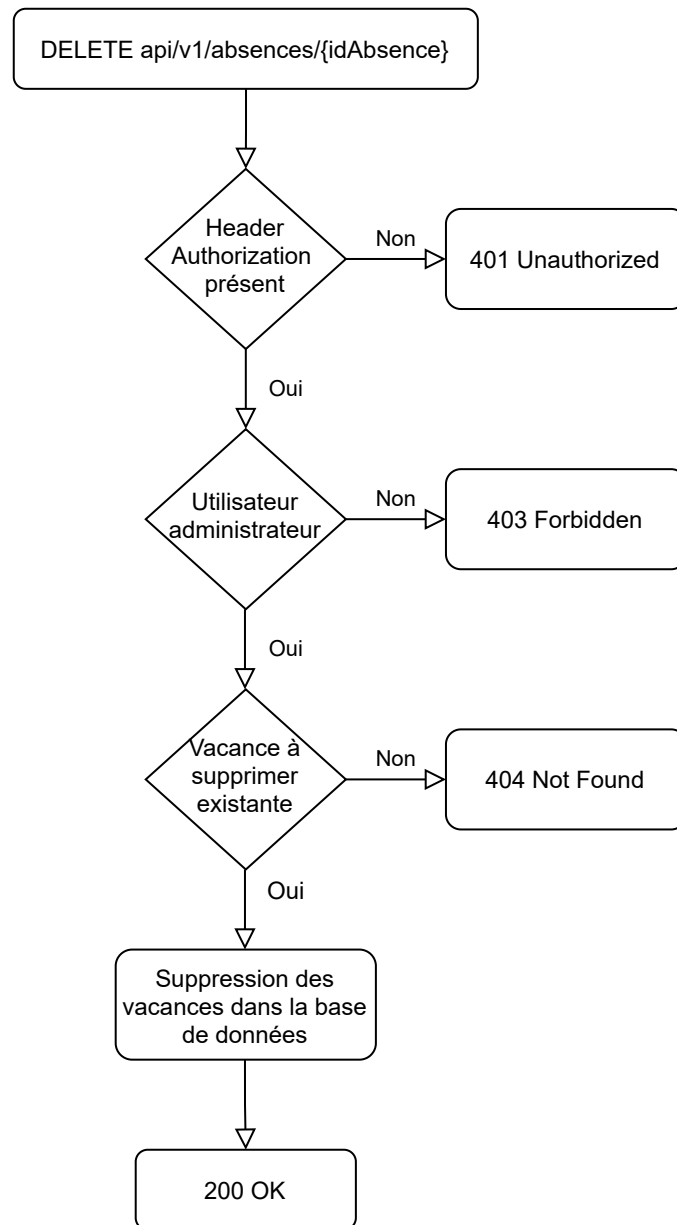 DELETE api/v1/absences/{idAbsence}
Header
Authorization
présent
Non
401 Unauthorized
Oui
Utilisateur
administrateur
Non
403 Forbidden
Oui
Vacance à
supprimer
existante
Non
404 Not Found
Oui
Suppression des
vacances dans la base
de données
200 OK